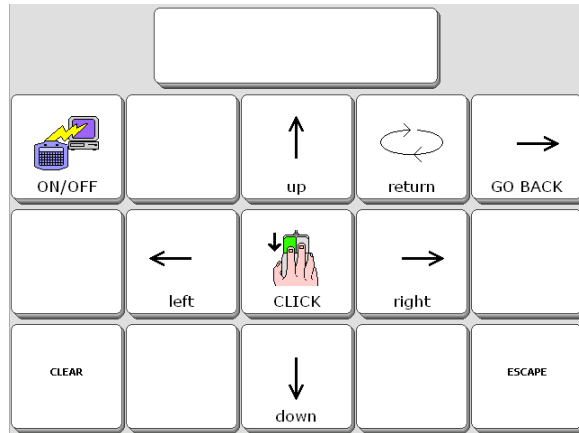 ON/OFF
up
return
GO BACK
left
CLICK
right
CLEAR
down
ESCAPE